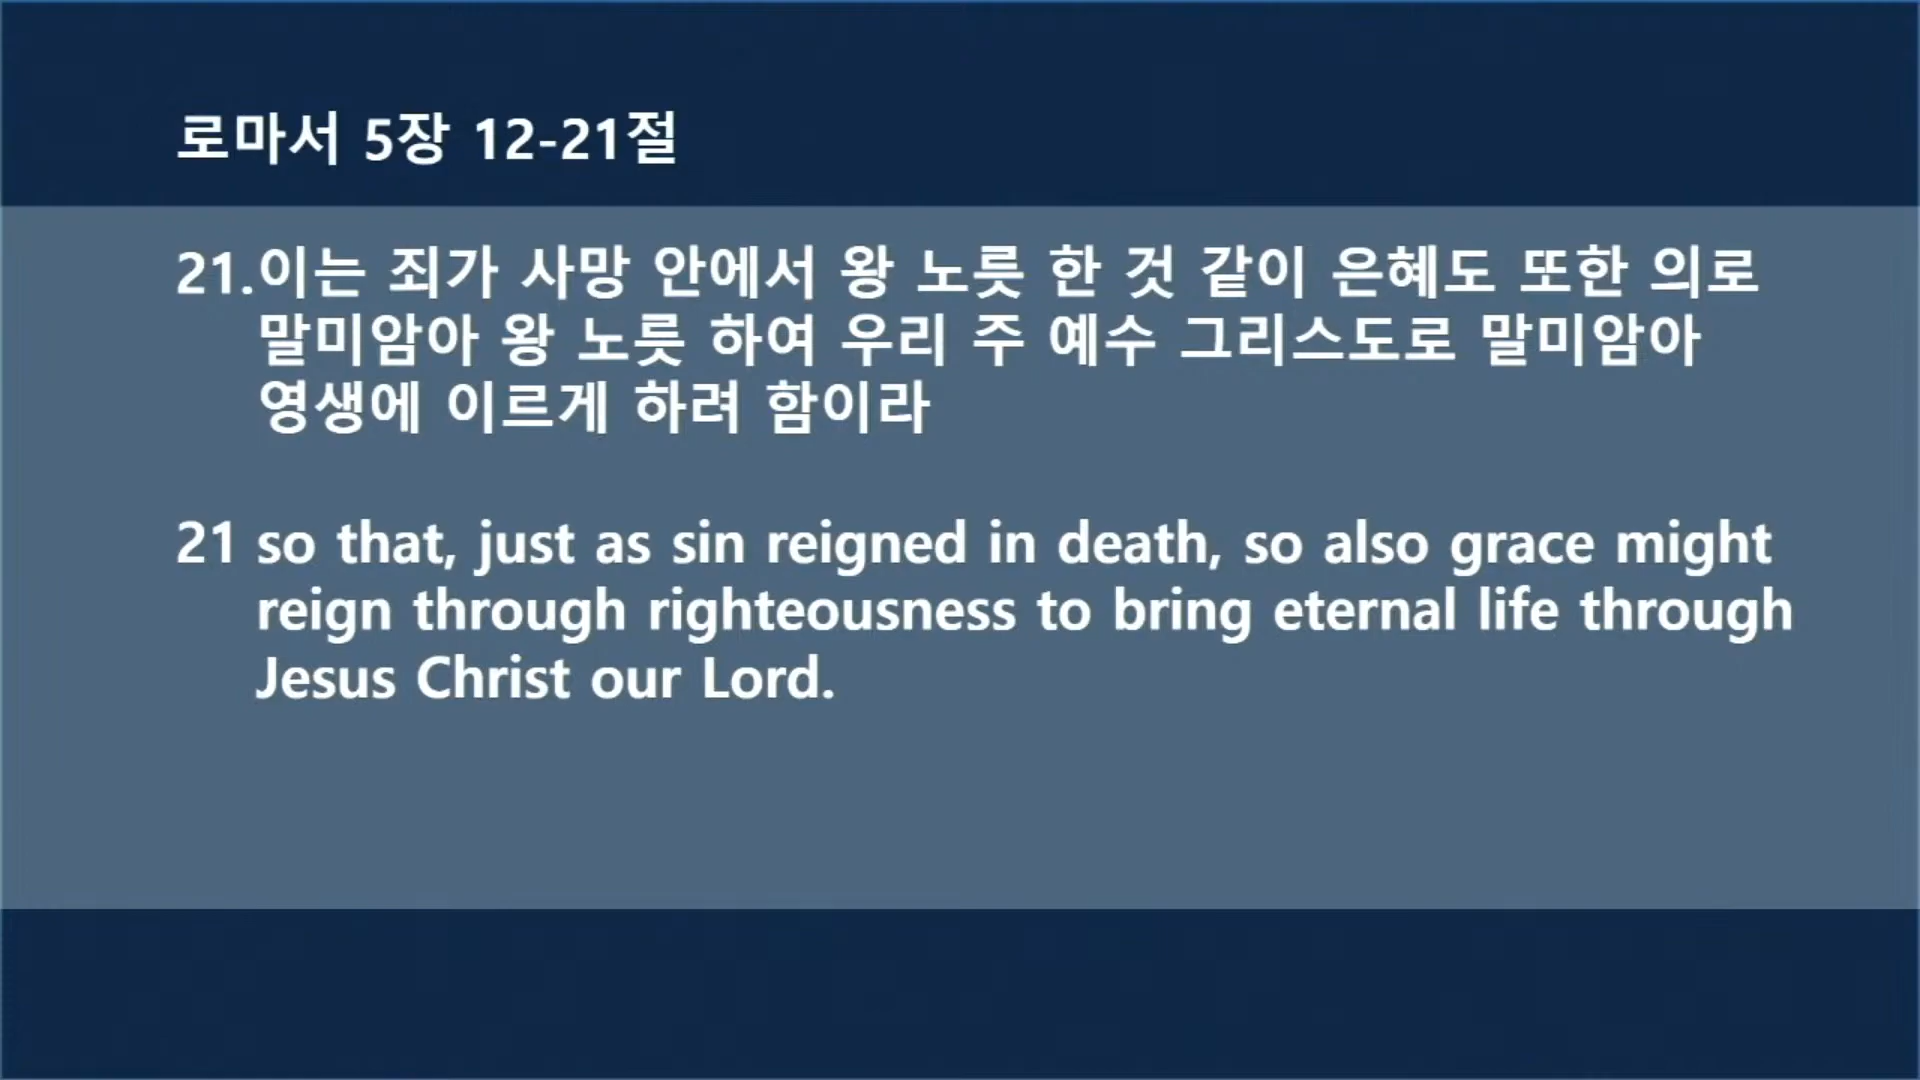 로마서 5장 12-21절
21.이는 죄가 사망 안에서 왕 노릇 한 것 같이 은혜도 또한 의로
말미암아 왕 노릇 하여 우리 주 예수 그리스도로 말미암아
영생에 이르게 하려 함이라
21 so that, just as sin reigned in death, so also grace might
reign through righteousness to bring eternal life through
Jesus Christ our Lord.